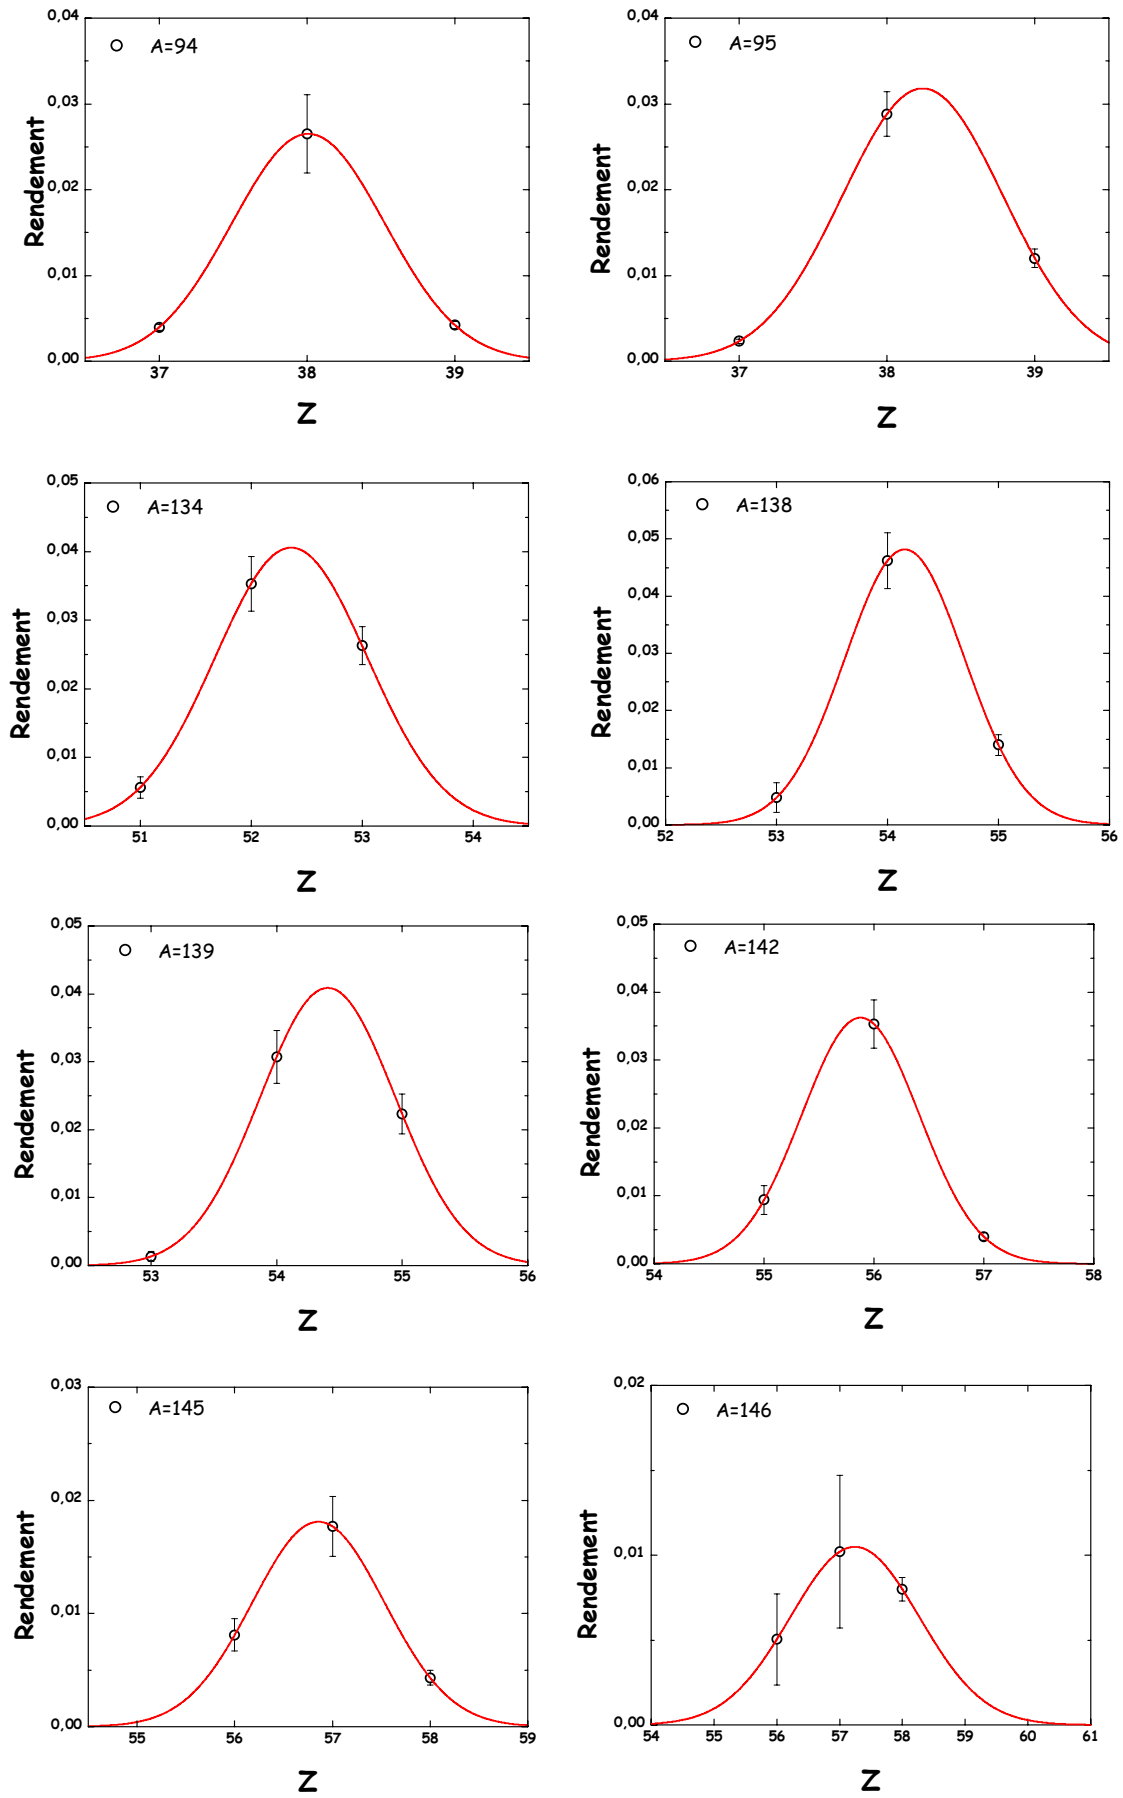 A=94
Rendement
0,04
0,03
0,02
0,01
0,00
37 38 39
Z
A=95
Rendement
0,04
0,03
0,02
0,01
0,00
37 38 39
Z
A=134
Rendement
0,05
0,04
0,03
0,02
0,01
0,00
51 52 53 54
Z
A=138
Rendement
0,06
0,05
0,04
0,03
0,02
0,01
0,00
52 53 54 55 56
Z
A=139
Rendement
0,05
0,04
0,03
0,02
0,01
0,00
53 54 55 56
Z
A=142
Rendement
0,05
0,04
0,03
0,02
0,01
0,00
54 55 56 57 58
Z
A=145
Rendement
0,03
0,02
0,01
0,00
55 56 57 58 59
Z
A=146
Rendement
0,02
0,01
0,00
54 55 56 57 58 59 60 61
Z